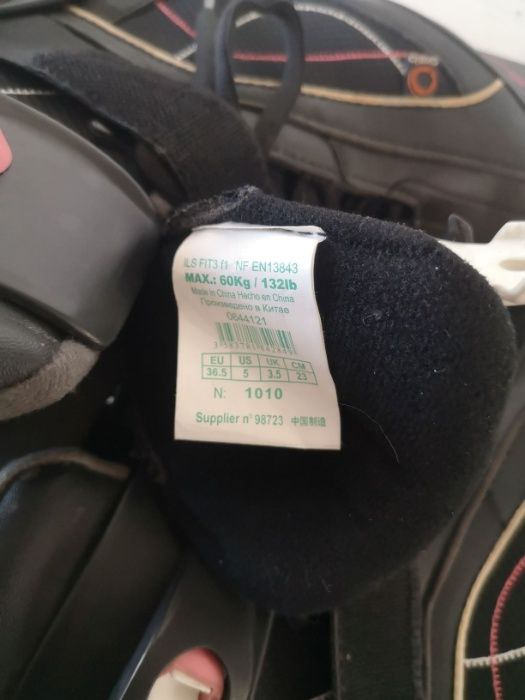 ILS FIT3 f1 NF EN13843
MAX.: 60Kg / 132lb
Made in China Hecho en China
Произведено в Китае
0844121
EU US UK CM
36.5 5 3.5 23
N: 1010
Supplier n° 98723 中国制造